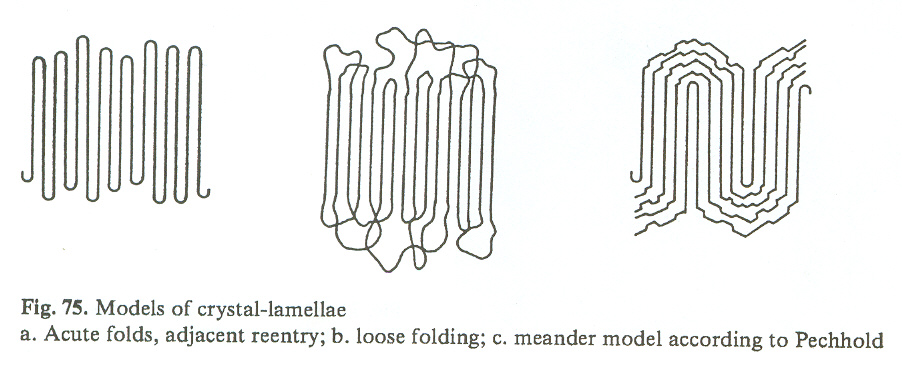 Fig. 75. Models of crystal-lamellae
a. Acute folds, adjacent reentry; b. loose folding; c. meander model according to Pechhold